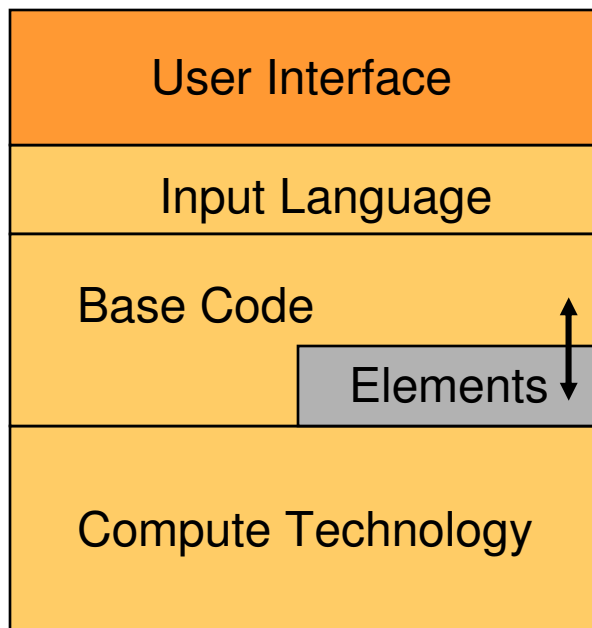 User Interface
Input Language
Base Code
Elements
Compute Technology